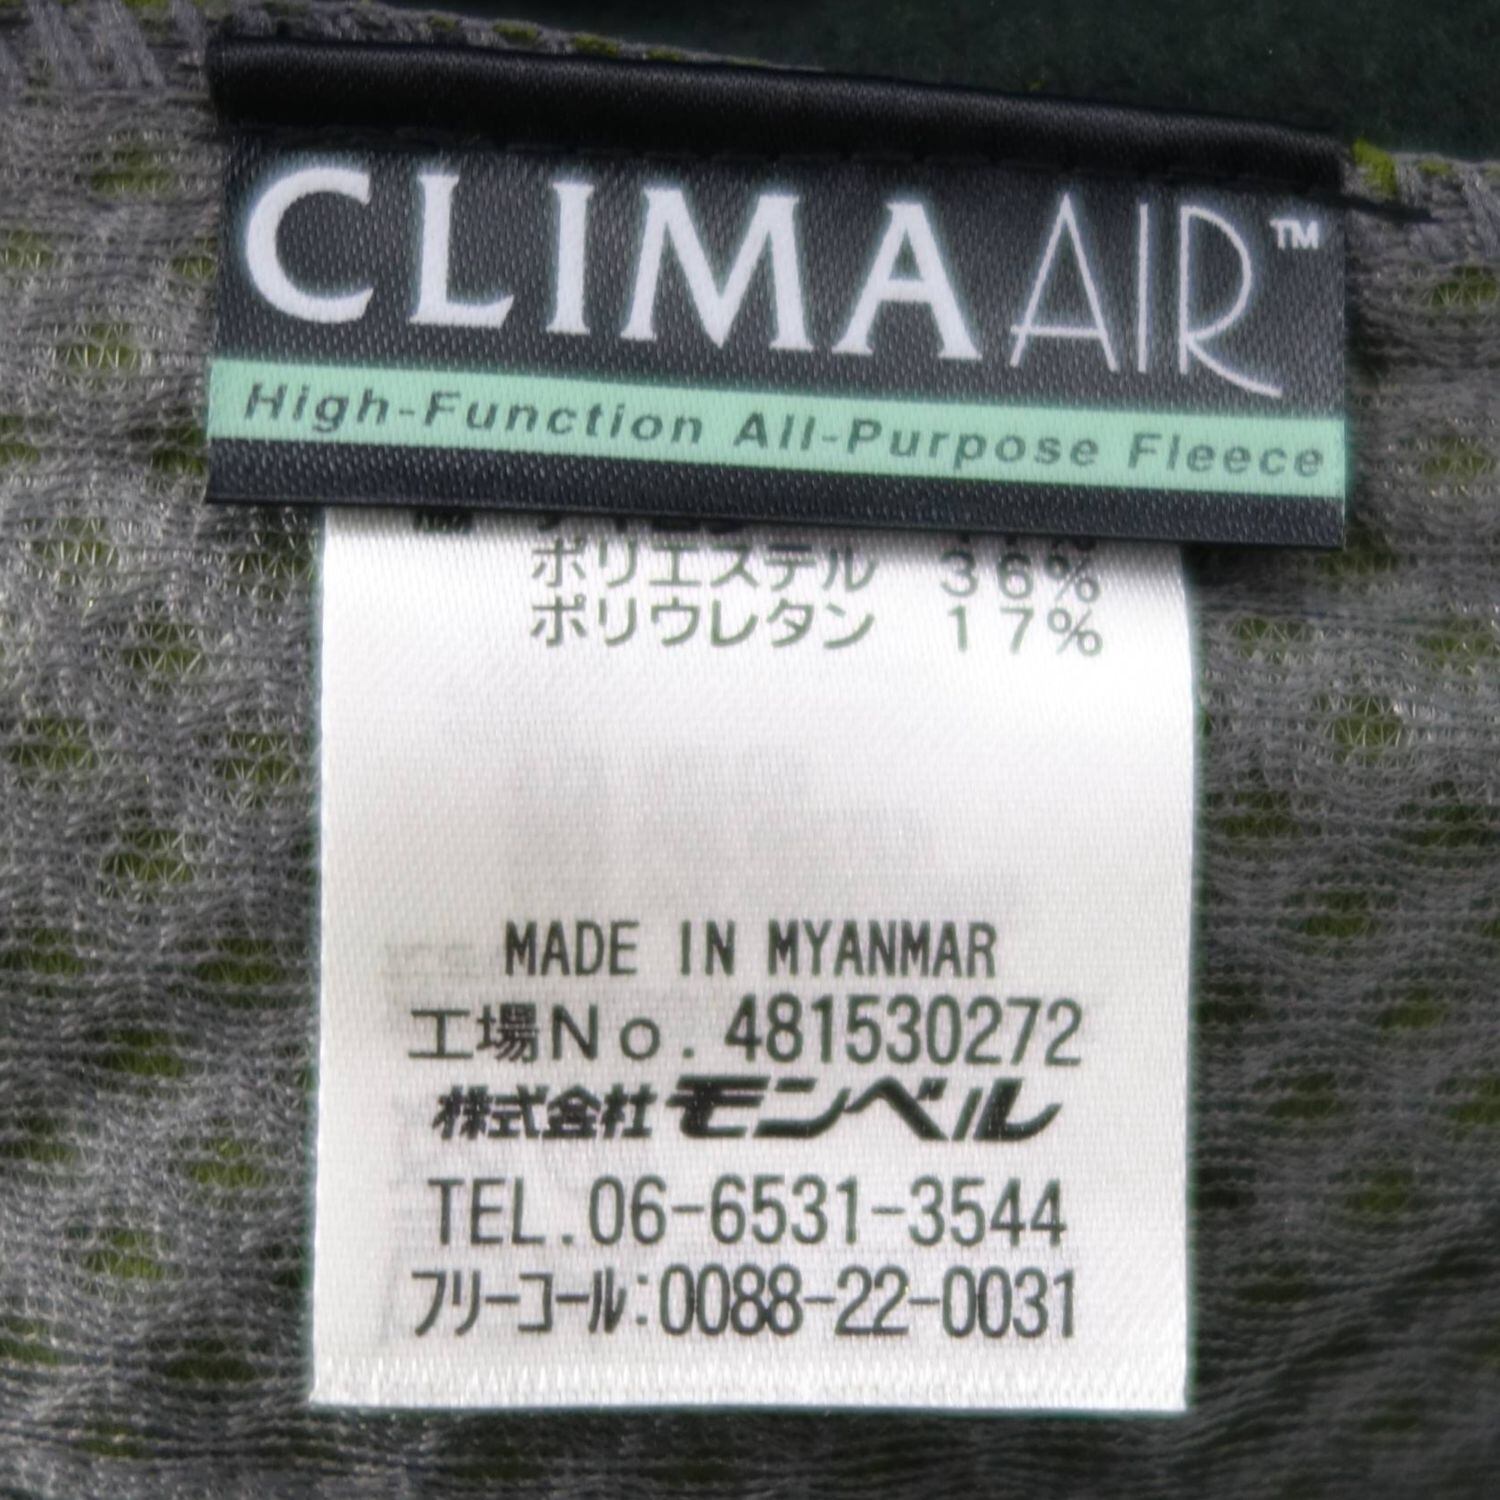 CLIMAAIR™
High-Function All-Purpose Fleece
ポリエステル 36%
ポリウレタン 17%
MADE IN MYANMAR
工場No. 481530272
株式会社モンベル
TEL.06-6531-3544
フリーコール:0088-22-0031